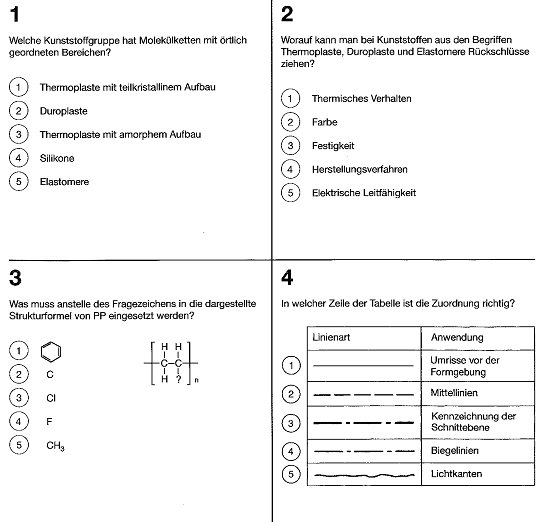 1
Welche Kunststoffgruppe hat Molekülketten mit örtlich
geordneten Bereichen?
1 Thermoplaste mit teilkristallinem Aufbau
2 Duroplaste
3 Thermoplaste mit amorphem Aufbau
4 Silikone
5 Elastomere
2
Worauf kann man bei Kunststoffen aus den Begriffen
Thermoplaste, Duroplaste und Elastomere Rückschlüsse
ziehen?
1 Thermisches Verhalten
2 Farbe
3 Festigkeit
4 Herstellungsverfahren
5 Elektrische Leitfähigkeit
3
Was muss anstelle des Fragezeichens in die dargestellte
Strukturformel von PP eingesetzt werden?
1
2 C
3 Cl
4 F
5 CH3
H H
C C
H ? n
4
In welcher Zeile der Tabelle ist die Zuordnung richtig?
Linienart Anwendung
1 Umrisse vor der
Formgebung
2 Mittellinien
3 Kennzeichnung der
Schnittebene
4 Biegelinien
5 Lichtkanten